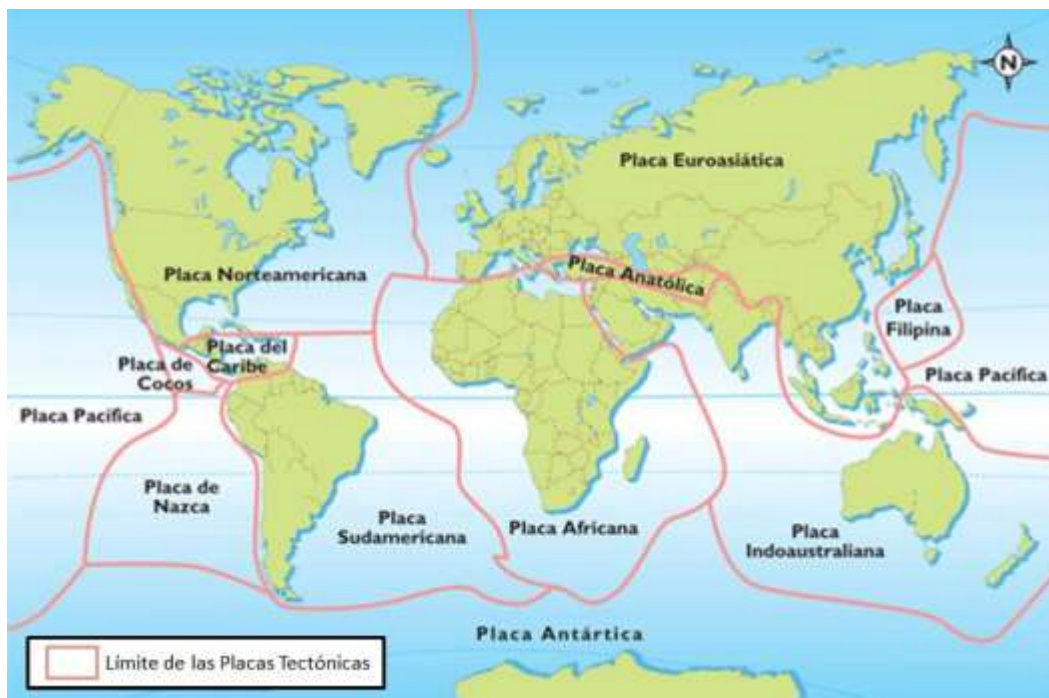 N
Placa Euroasiática
Placa Norteamericana
Placa Anatólica
Placa
Filipina
Placa del
Caribe
Placa de
Cocos
Placa Pacífica
Placa Pacífica
Placa de
Nazca
Placa
Sudamericana
Placa Africana
Placa
Indoaustraliana
Placa Antártica
Límite de las Placas Tectónicas